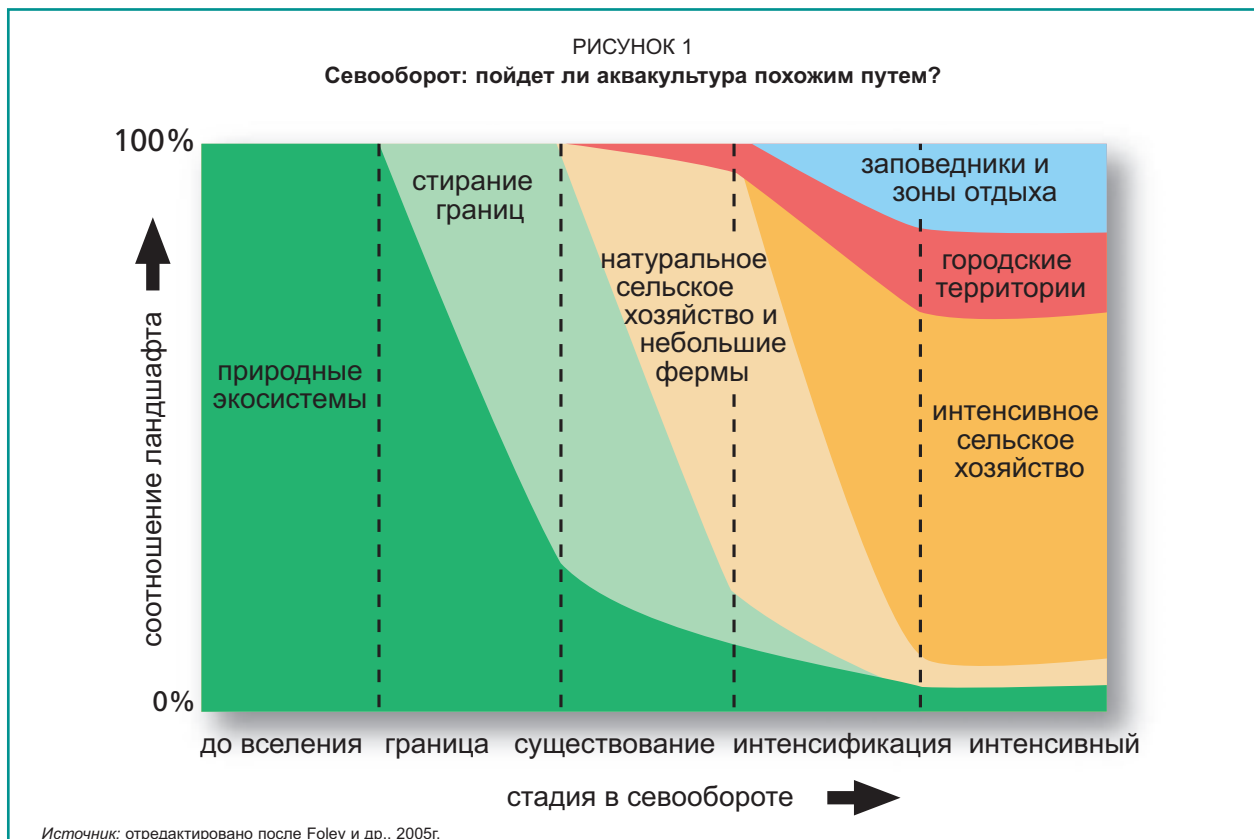 РИСУНОК 1
Севооборот: пойдет ли аквакультура похожим путем?
100%
стирание
границ
заповедники и
зоны отдыха
натуральное
сельское
хозяйство и
небольшие
фермы
городские
территории
природные
экосистемы
интенсивное
сельское
хозяйство
соотношение ландшафта
0%
до вселения граница существование интенсификация интенсивный
стадия в севообороте
Источник: отредактировано после Foley и др., 2005г.